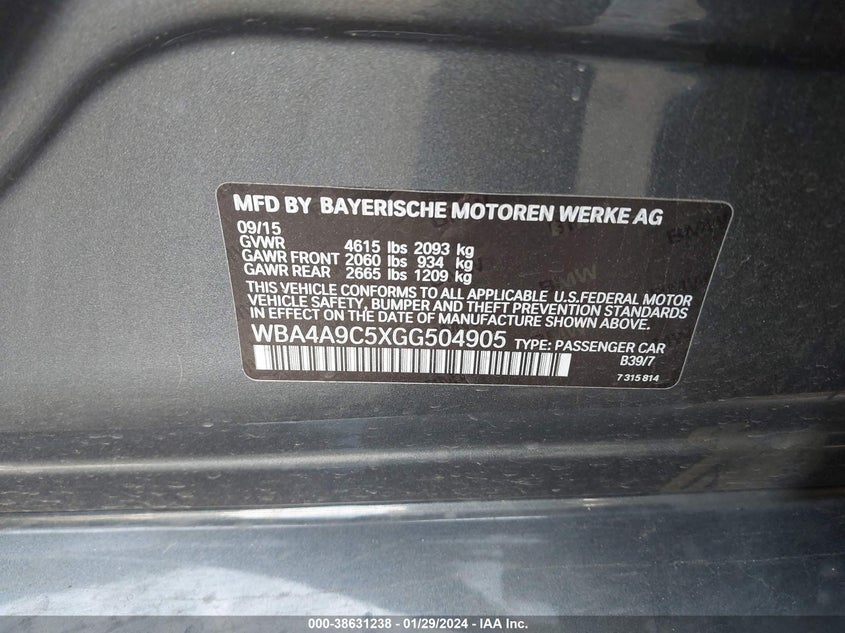 MFD BY BAYERISCHE MOTOREN WERKE AG
09/15
GVWR 4615 lbs 2093 kg
GAWR FRONT 2060 lbs 934 kg
GAWR REAR 2665 lbs 1209 kg
THIS VEHICLE CONFORMS TO ALL APPLICABLE U.S.FEDERAL MOTOR
VEHICLE SAFETY, BUMPER AND THEFT PREVENTION STANDARDS
IN EFFECT ON THE DATE OF MANUFACTURE SHOWN ABOVE.
WBA4A9C5XGG504905 TYPE: PASSENGER CAR
B39/7
7 315 814
000-38631238 - 01/29/2024 - IAA Inc.